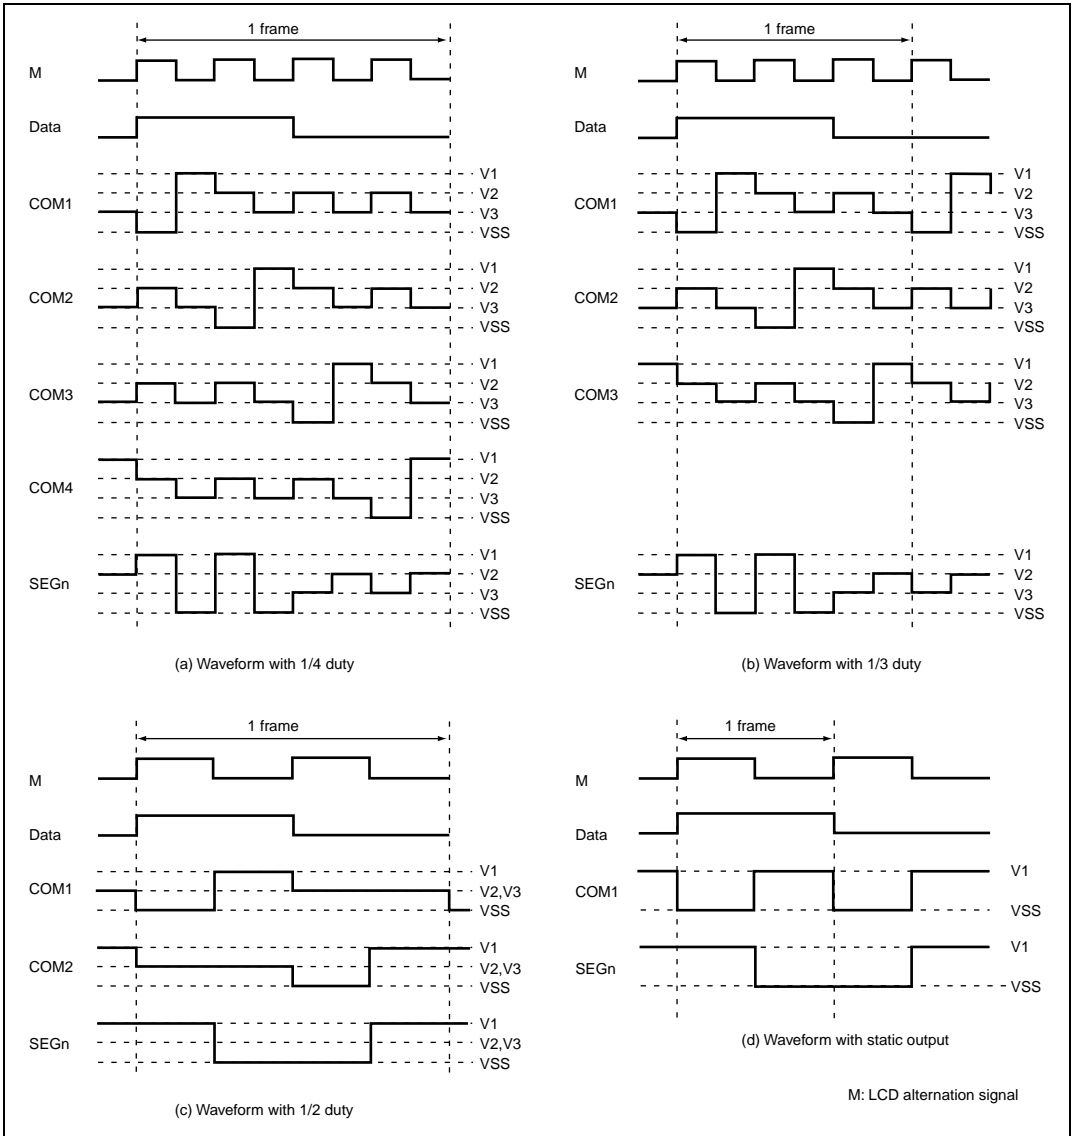 1 frame
M
Data
COM1
V1
V2
V3
VSS
COM2
V1
V2
V3
VSS
COM3
V1
V2
V3
VSS
COM4
V1
V2
V3
VSS
SEGn
V1
V2
V3
VSS
(a) Waveform with 1/4 duty
1 frame
M
Data
COM1
V1
V2
V3
VSS
COM2
V1
V2
V3
VSS
COM3
V1
V2
V3
VSS
SEGn
V1
V2
V3
VSS
(b) Waveform with 1/3 duty
1 frame
M
Data
COM1
V1
V2,V3
VSS
COM2
V1
V2,V3
VSS
SEGn
V1
V2,V3
VSS
(c) Waveform with 1/2 duty
1 frame
M
Data
COM1
V1
VSS
SEGn
V1
VSS
(d) Waveform with static output
M: LCD alternation signal